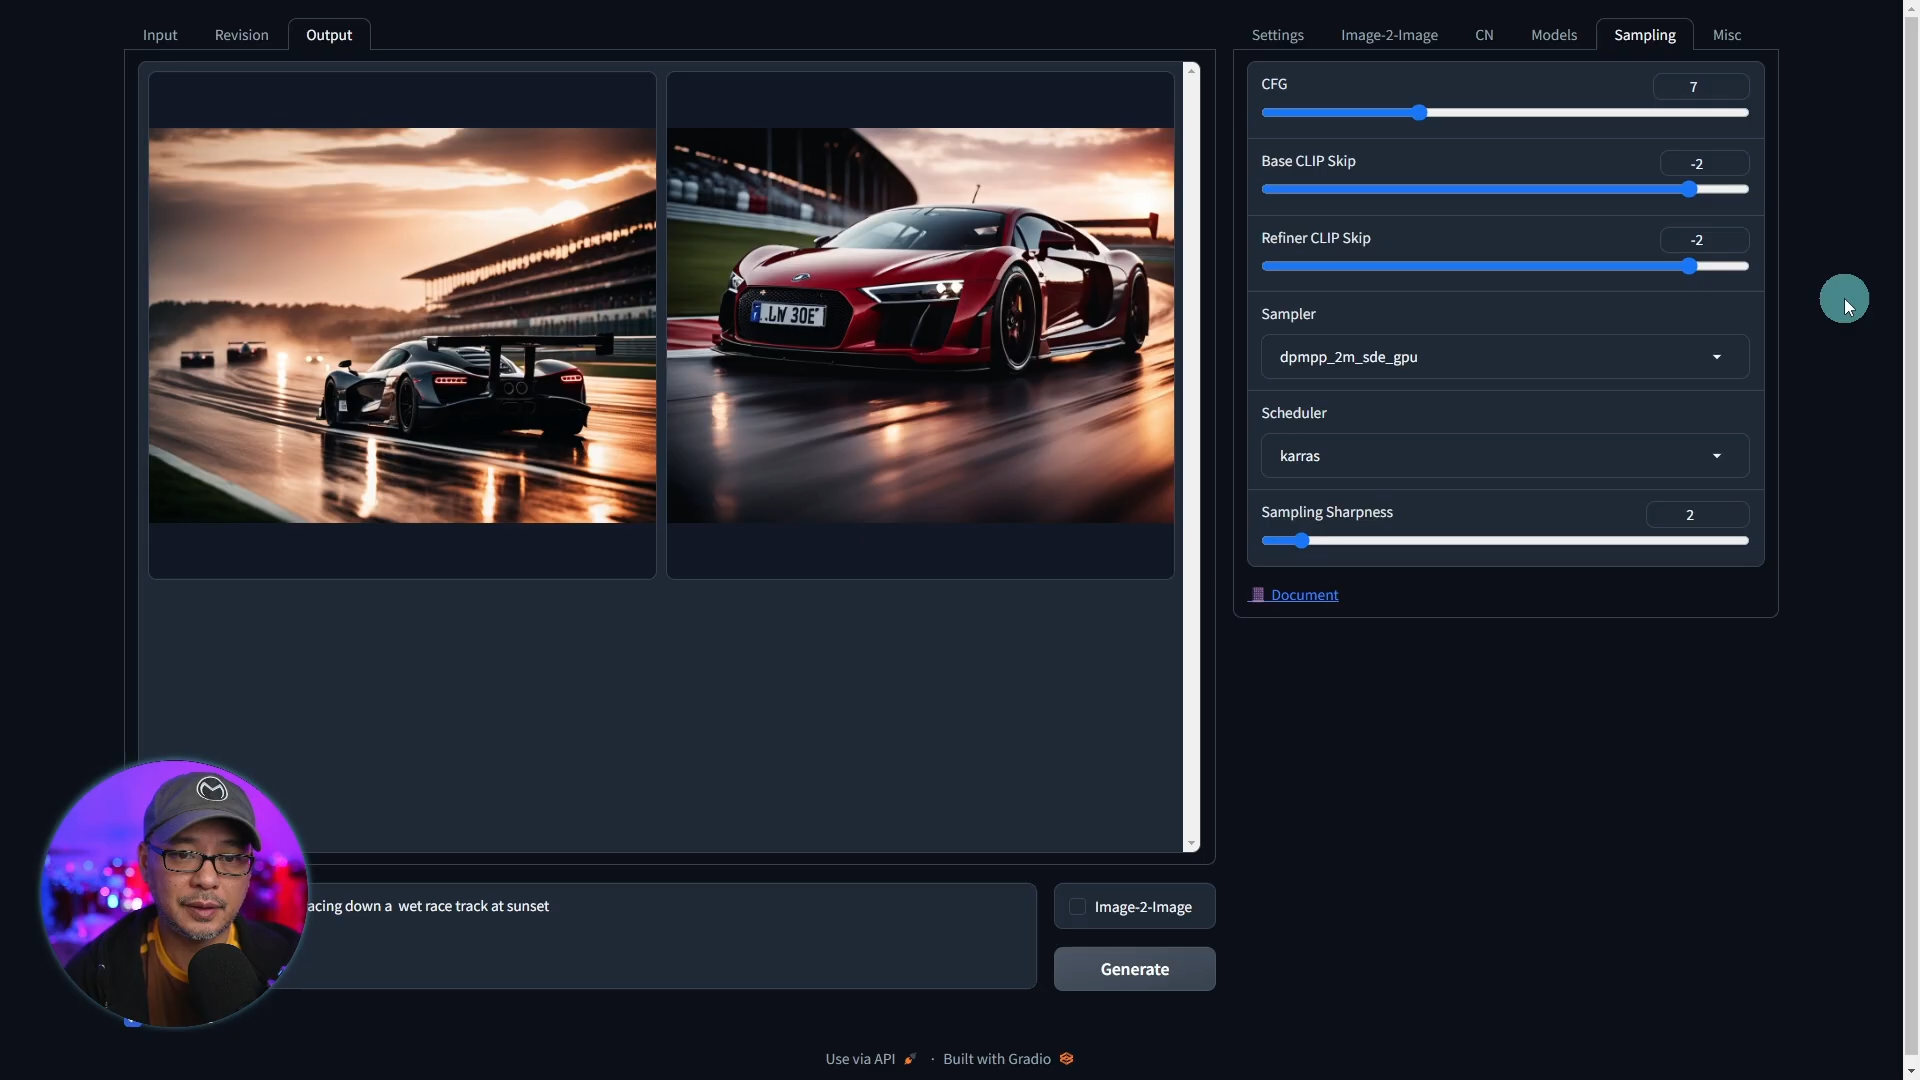 Input Revision Output
Settings Image-2-Image CN Models Sampling Misc
CFG 7
Base CLIP Skip -2
Refiner CLIP Skip -2
Sampler
dpmpp_2m_sde_gpu
Scheduler
karras
Sampling Sharpness 2
Document
acing down a wet race track at sunset
Image-2-Image
Generate
Use via API · Built with Gradio